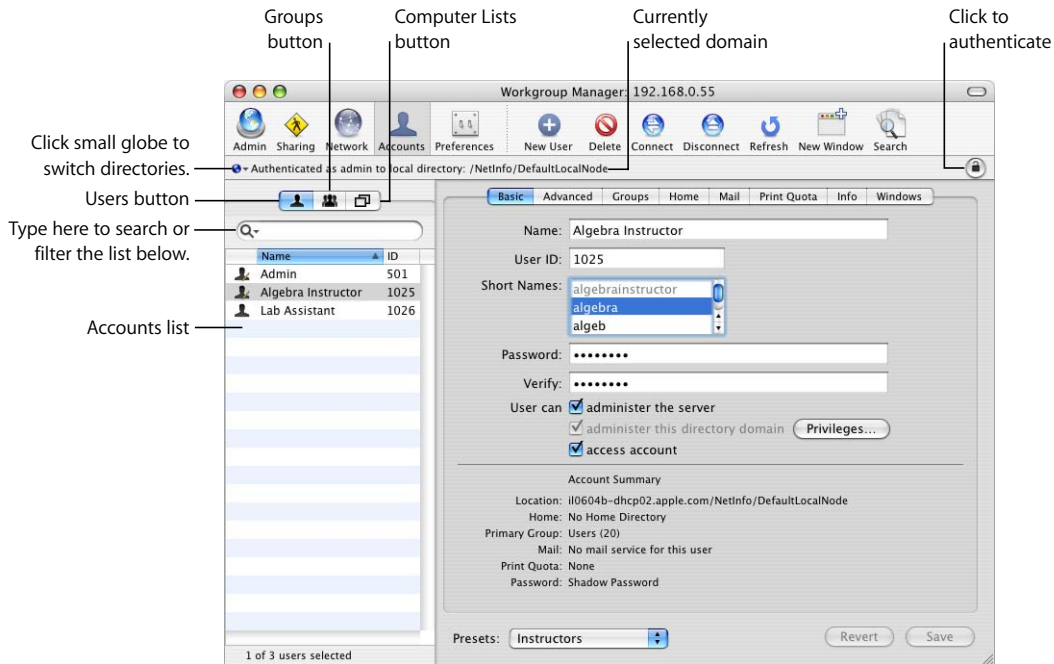 Groups
button
Computer Lists
button
Currently
selected domain
Click to
authenticate
Workgroup Manager: 192.168.0.55
Admin Sharing Network Accounts Preferences New User Delete Connect Disconnect Refresh New Window Search
Click small globe to
switch directories.
Authenticated as admin to local directory: /NetInfo/DefaultLocalNode
Users button
Basic Advanced Groups Home Mail Print Quota Info Windows
Type here to search or
filter the list below.
Name ID
Admin 501
Algebra Instructor 1025
Lab Assistant 1026
Accounts list
Name: Algebra Instructor
User ID: 1025
Short Names: algebrainstructor
algebra
algeb
Password: ••••••••
Verify: ••••••••
User can administer the server
administer this directory domain Privileges...
access account
Account Summary
Location: il0604b-dhcp02.apple.com/NetInfo/DefaultLocalNode
Home: No Home Directory
Primary Group: Users (20)
Mail: No mail service for this user
Print Quota: None
Password: Shadow Password
Presets: Instructors Revert Save
1 of 3 users selected